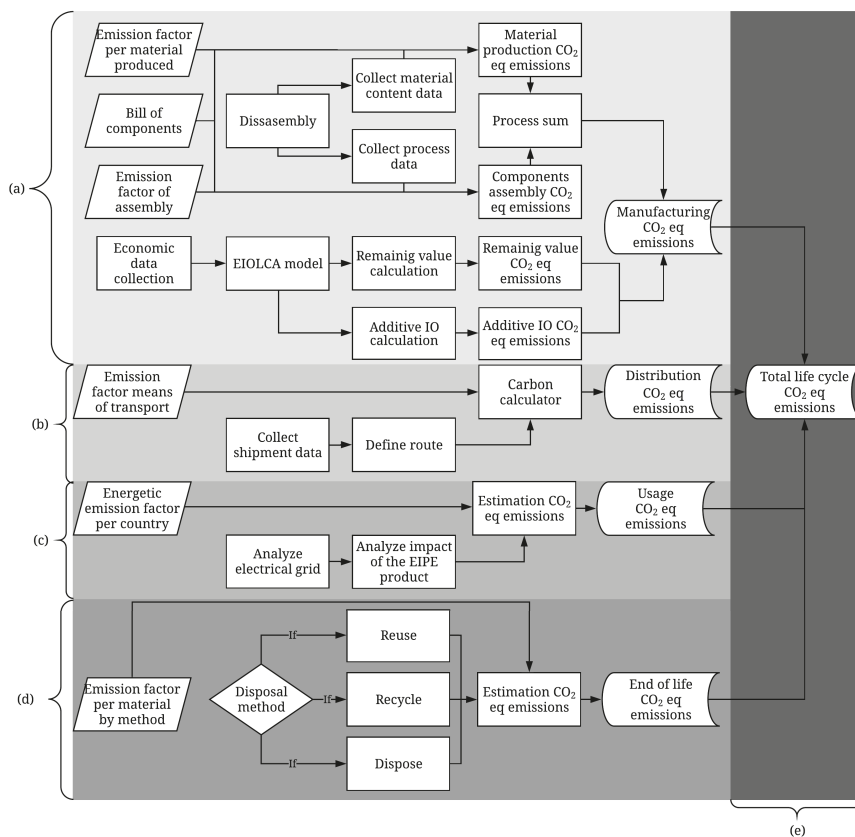 (a)
Emission factor
per material
produced
Bill of
components
Emission
factor of
assembly
Dissasembly
Collect material
content data
Collect process
data
Material
production CO₂
eq emissions
Process sum
Components
assembly CO₂
eq emissions
Manufacturing
CO₂ eq
emissions
Economic
data
collection
EIOLCA model
Remainig value
calculation
Remainig value
CO₂ eq
emissions
Additive IO
calculation
Additive IO CO₂
eq emissions
(b)
Emission
factor means
of transport
Carbon
calculator
Distribution
CO₂ eq
emissions
Total life cycle
CO₂ eq
emissions
Collect
shipment data
Define route
(c)
Energetic
emission factor
per country
Estimation CO₂
eq emissions
Usage
CO₂ eq
emissions
Analyze
electrical grid
Analyze impact
of the EIPE
product
(d)
Emission factor
per material
by method
Disposal
method
If
Reuse
If
Recycle
If
Dispose
Estimation CO₂
eq emissions
End of life
CO₂ eq
emissions
(e)